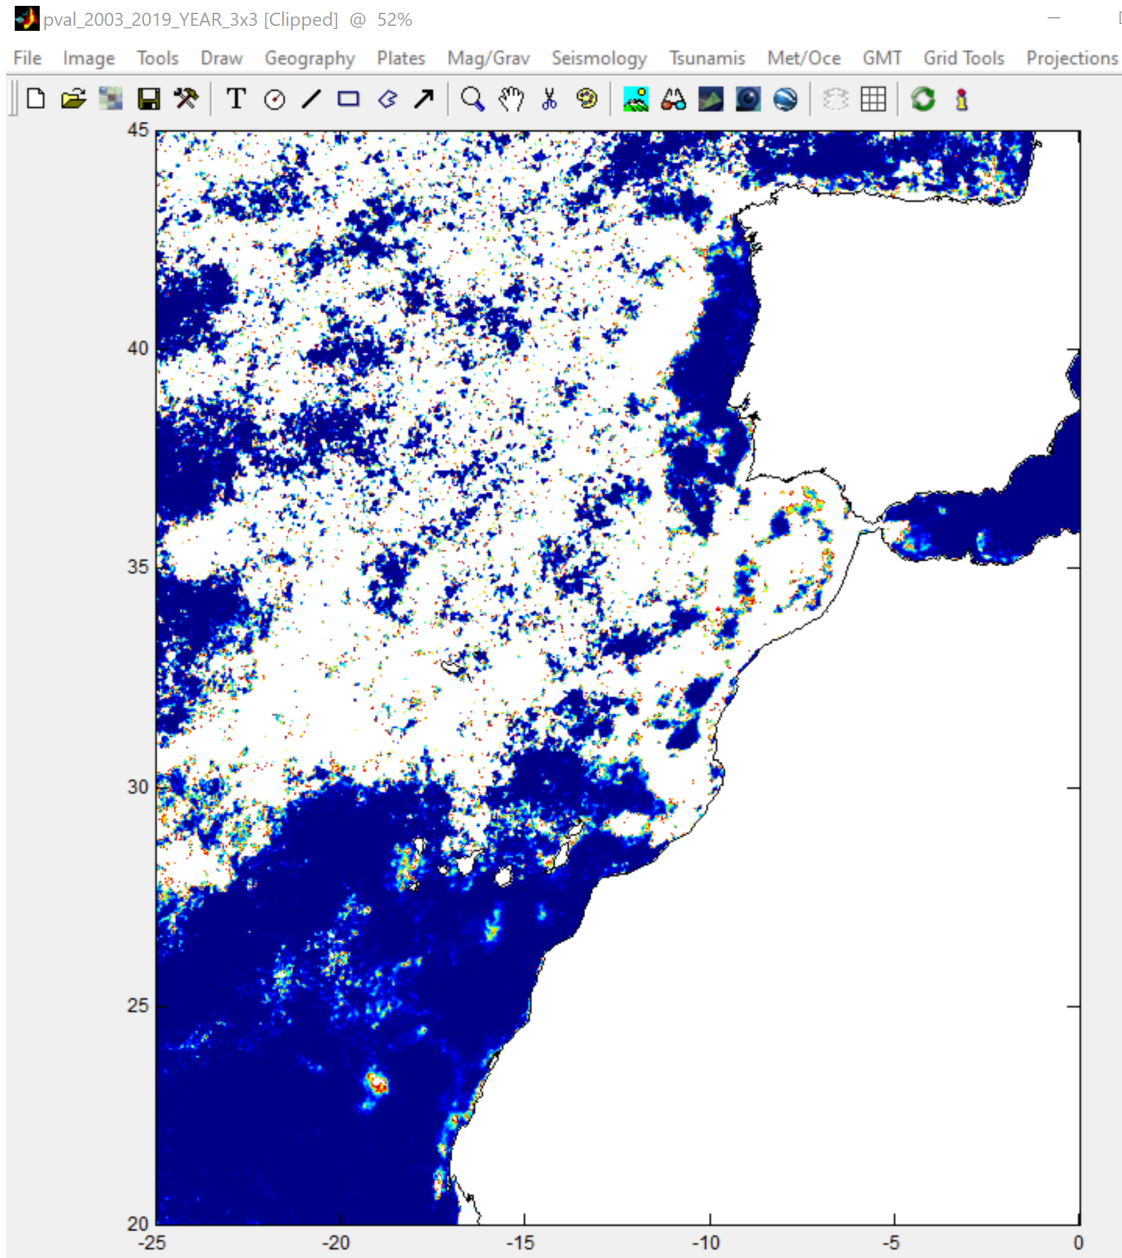 pval_2003_2019_YEAR_3x3 [Clipped] @ 52%
File Image Tools Draw Geography Plates Mag/Grav Seismology Tsunamis Met/Oce GMT Grid Tools Projections
T
45
40
35
30
25
20
-25 -20 -15 -10 -5 0